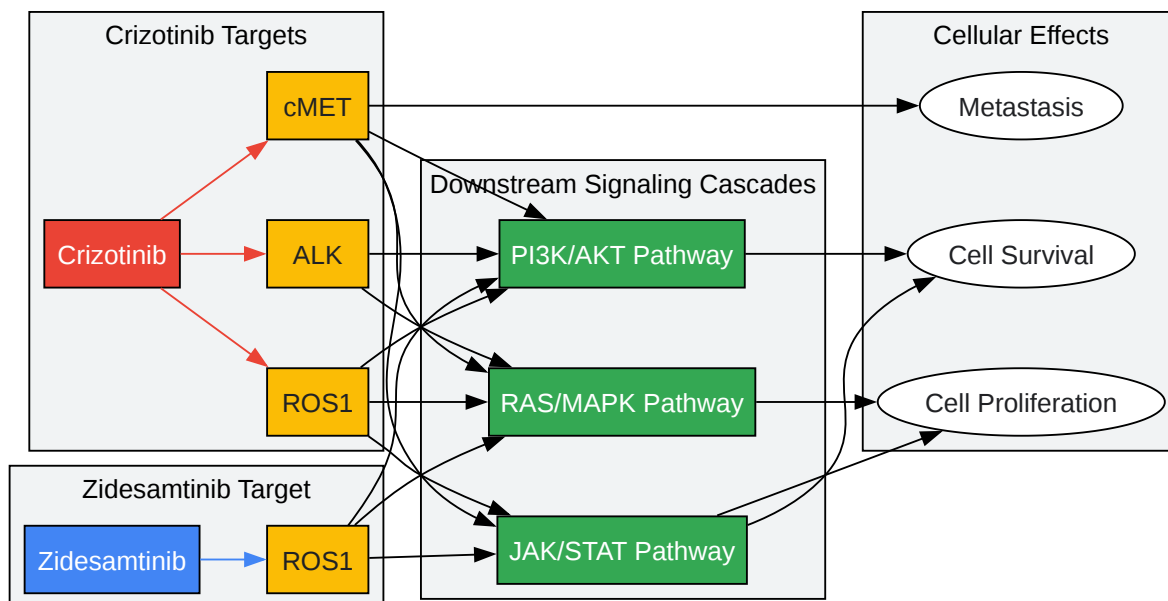 Crizotinib Targets
Cellular Effects
cMET
Metastasis
Downstream Signaling Cascades
Crizotinib
ALK
PI3K/AKT Pathway
Cell Survival
ROS1
RAS/MAPK Pathway
Cell Proliferation
Zidesamtinib Target
Zidesamtinib
ROS1
JAK/STAT Pathway